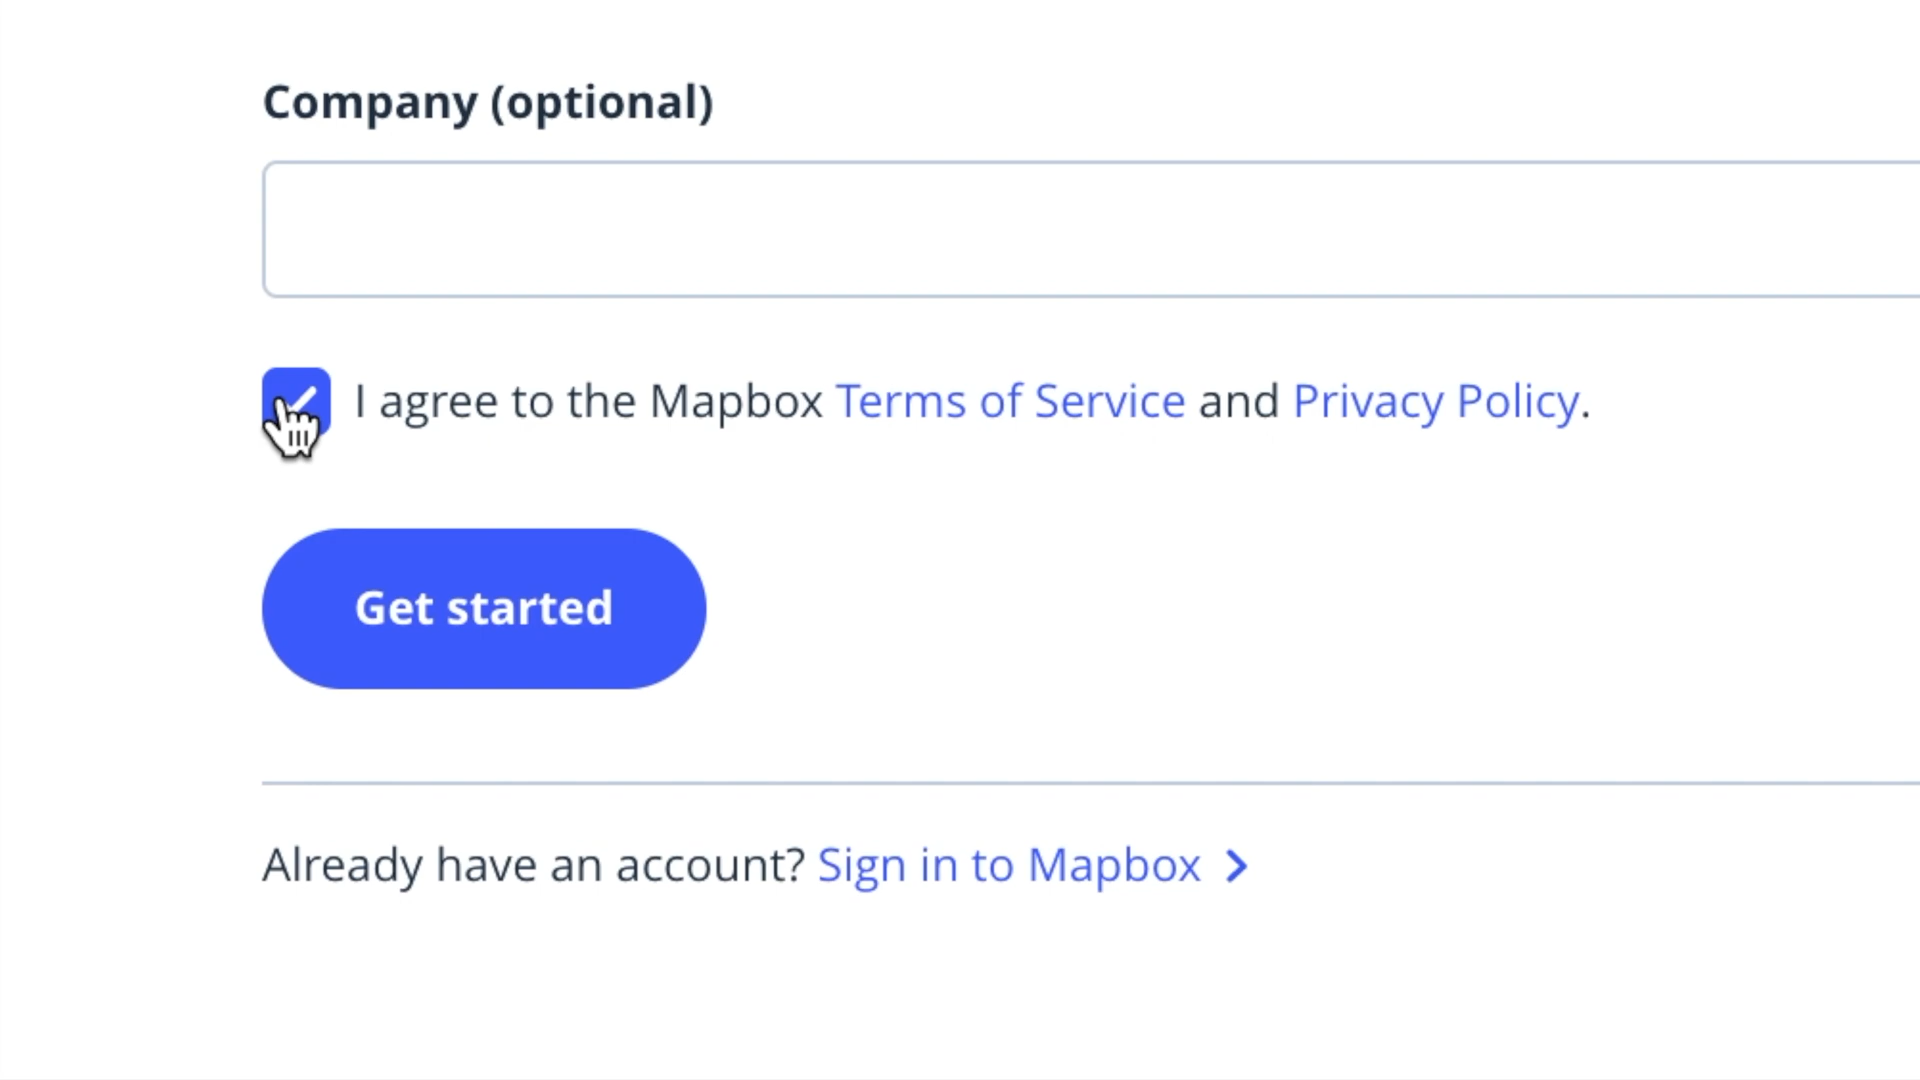 Company (optional)
I agree to the Mapbox Terms of Service and Privacy Policy.
Get started
Already have an account? Sign in to Mapbox